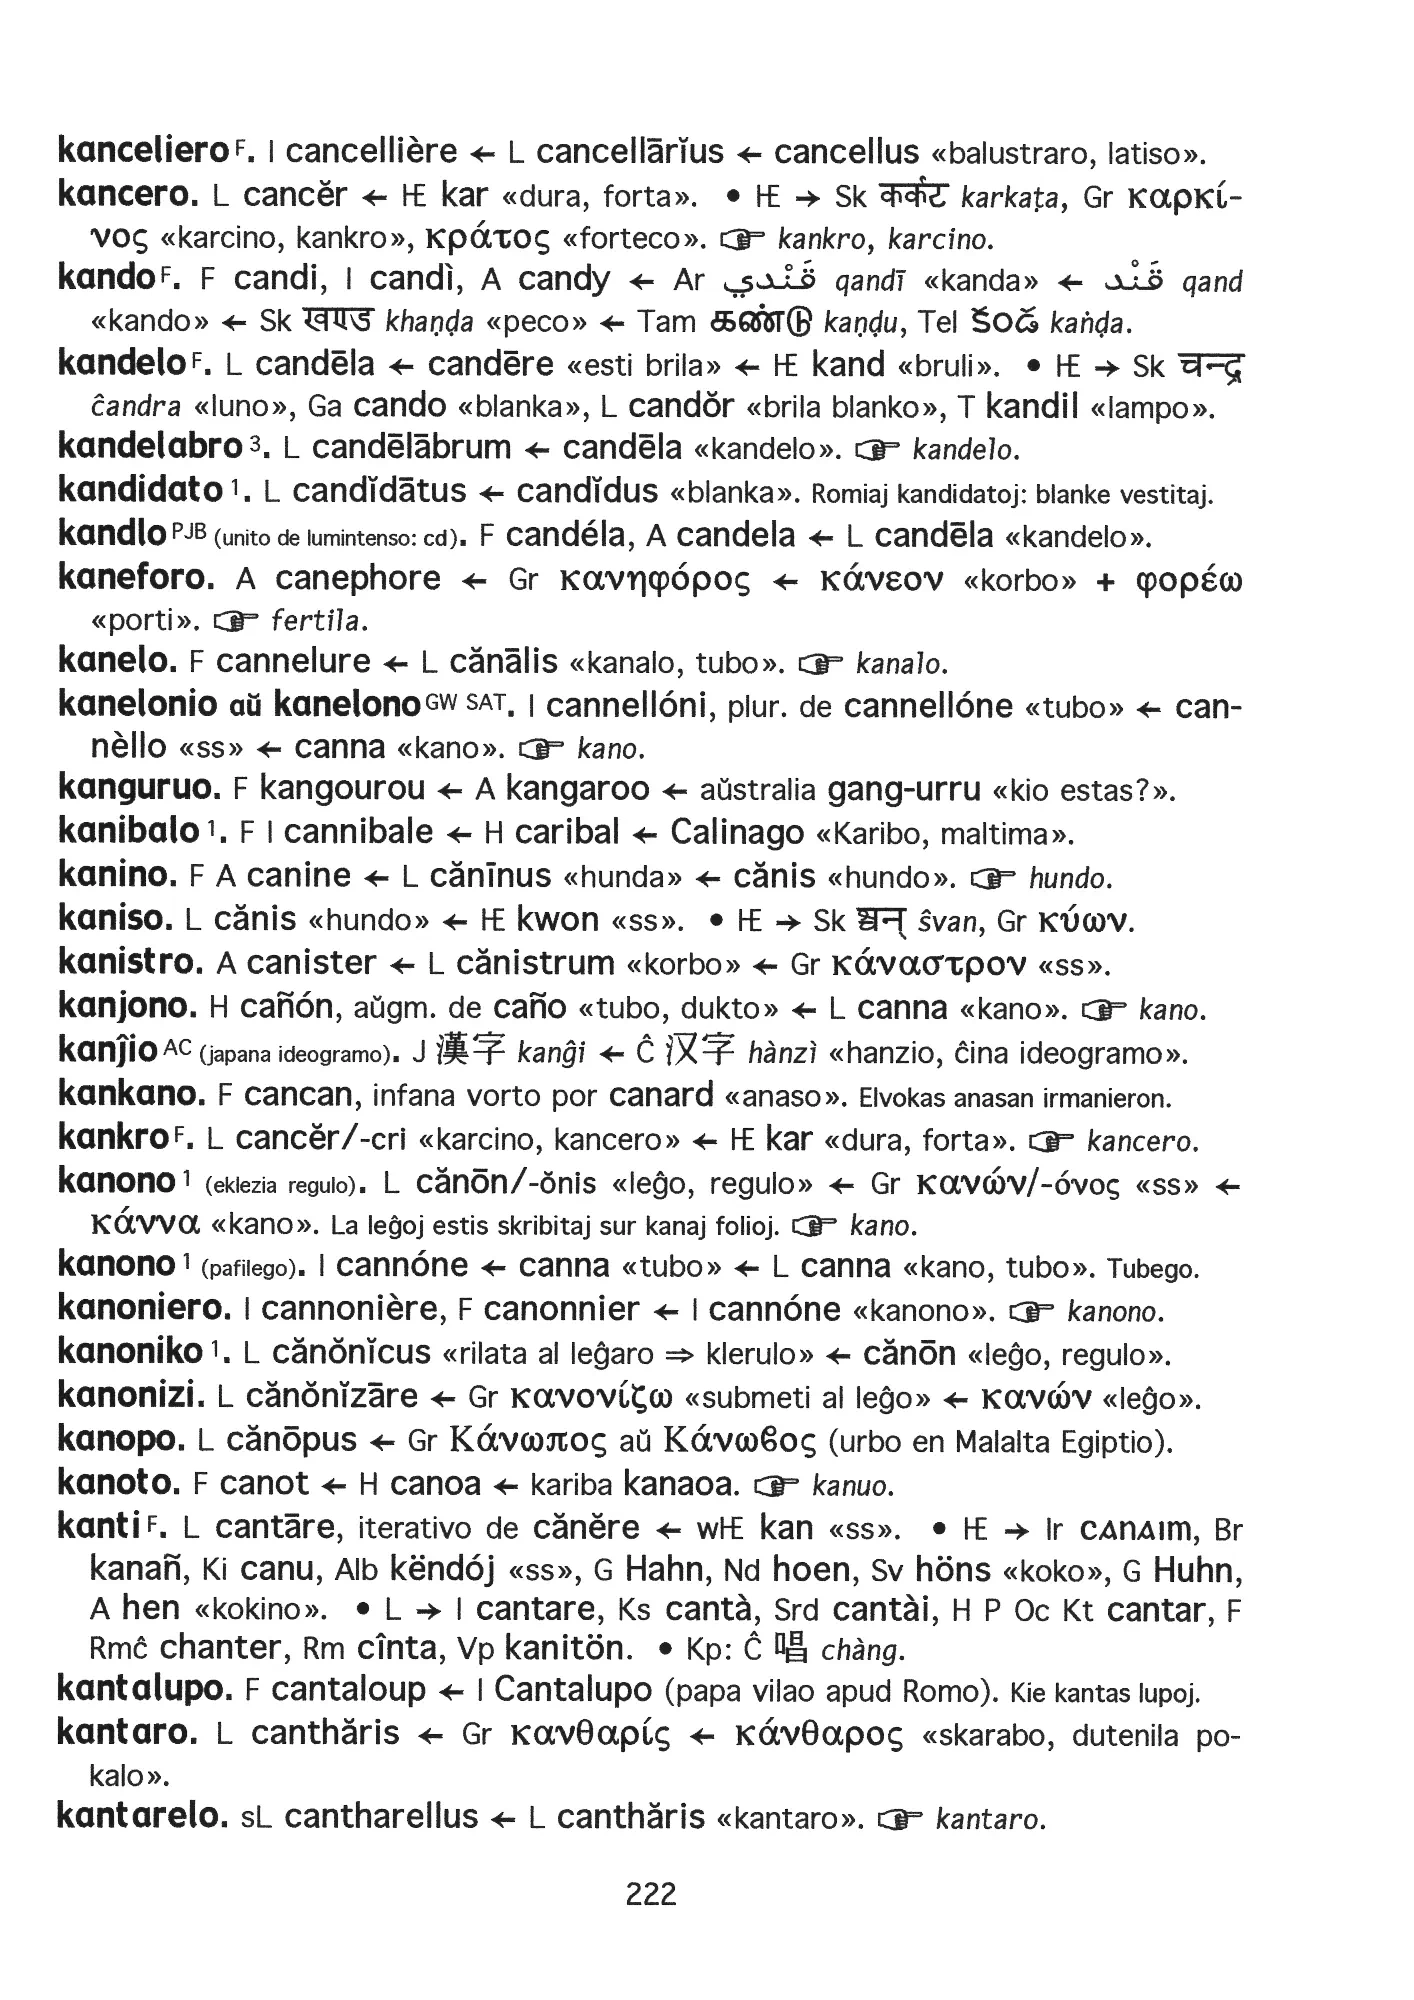 kanceliero F. I cancellière ← L cancellārĭus ← cancellus «balustraro, latiso».
kancero. L cancĕr ← IE kar «dura, forta». • IE → Sk कर्कट karkaṭa, Gr καρκί-
νος «karcino, kankro», κράτος «forteco». ☞ kankro, karcino.
kando F. F candi, I candì, A candy ← Ar قَنْدي qandī «kanda» ← قَنْد qand
«kando» ← Sk खण्ड khaṇḍa «peco» ← Tam கண்டு kaṇḍu, Tel కండ kaṅḍa.
kandelo F. L candēla ← candēre «esti brila» ← IE kand «bruli». • IE → Sk चन्द्र
ĉandra «luno», Ga cando «blanka», L candŏr «brila blanko», T kandil «lampo».
kandelabro 3. L candēlābrum ← candēla «kandelo». ☞ kandelo.
kandidato 1. L candĭdātus ← candĭdus «blanka». Romiaj kandidatoj: blanke vestitaj.
kandlo PJB (unito de lumintenso: cd). F candéla, A candela ← L candēla «kandelo».
kaneforo. A canephore ← Gr κανηφόρος ← κάνεον «korbo» + φορέω
«porti». ☞ fertila.
kanelo. F cannelure ← L cănālis «kanalo, tubo». ☞ kanalo.
kanelonio aŭ kanelono GW SAT. I cannellóni, plur. de cannellóne «tubo» ← can-
nèllo «ss» ← canna «kano». ☞ kano.
kanguruo. F kangourou ← A kangaroo ← aŭstralia gang-urru «kio estas?».
kanibalo 1. F I cannibale ← H caribal ← Calinago «Karibo, maltima».
kanino. F A canine ← L cănīnus «hunda» ← cănis «hundo». ☞ hundo.
kaniso. L cănis «hundo» ← IE kwon «ss». • IE → Sk श्वन् ŝvan, Gr κύων.
kanistro. A canister ← L cănistrum «korbo» ← Gr κάναστρον «ss».
kanjono. H cañón, aŭgm. de caño «tubo, dukto» ← L canna «kano». ☞ kano.
kanĵio AC (japana ideogramo). J 漢字 kanĝi ← Ĉ 汉字 hànzì «hanzio, ĉina ideogramo».
kankano. F cancan, infana vorto por canard «anaso». Elvokas anasan irmanieron.
kankro F. L cancĕr/-cri «karcino, kancero» ← IE kar «dura, forta». ☞ kancero.
kanono 1 (eklezia regulo). L cănōn/-ŏnis «leĝo, regulo» ← Gr κανών/-όνος «ss» ←
κάννα «kano». La leĝoj estis skribitaj sur kanaj folioj. ☞ kano.
kanono 1 (pafilego). I cannóne ← canna «tubo» ← L canna «kano, tubo». Tubego.
kanoniero. I cannonière, F canonnier ← I cannóne «kanono». ☞ kanono.
kanoniko 1. L cănŏnĭcus «rilata al leĝaro ⇒ klerulo» ← cănōn «leĝo, regulo».
kanonizi. L cănŏnĭzāre ← Gr κανονίζω «submeti al leĝo» ← κανών «leĝo».
kanopo. L cănōpus ← Gr Κάνωπος aŭ Κάνωβος (urbo en Malalta Egiptio).
kanoto. F canot ← H canoa ← kariba kanaoa. ☞ kanuo.
kanti F. L cantāre, iterativo de cănĕre ← wIE kan «ss». • IE → Ir canaim, Br
kanañ, Ki canu, Alb këndój «ss», G Hahn, Nd hoen, Sv höns «koko», G Huhn,
A hen «kokino». • L → I cantare, Ks cantà, Srd cantài, H P Oc Kt cantar, F
Rmĉ chanter, Rm cînta, Vp kanitön. • Kp: Ĉ 唱 chàng.
kantalupo. F cantaloup ← I Cantalupo (papa vilao apud Romo). Kie kantas lupoj.
kantaro. L canthăris ← Gr κανθαρίς ← κάνθαρος «skarabo, dutenila po-
kalo».
kantarelo. sL cantharellus ← L canthăris «kantaro». ☞ kantaro.
222